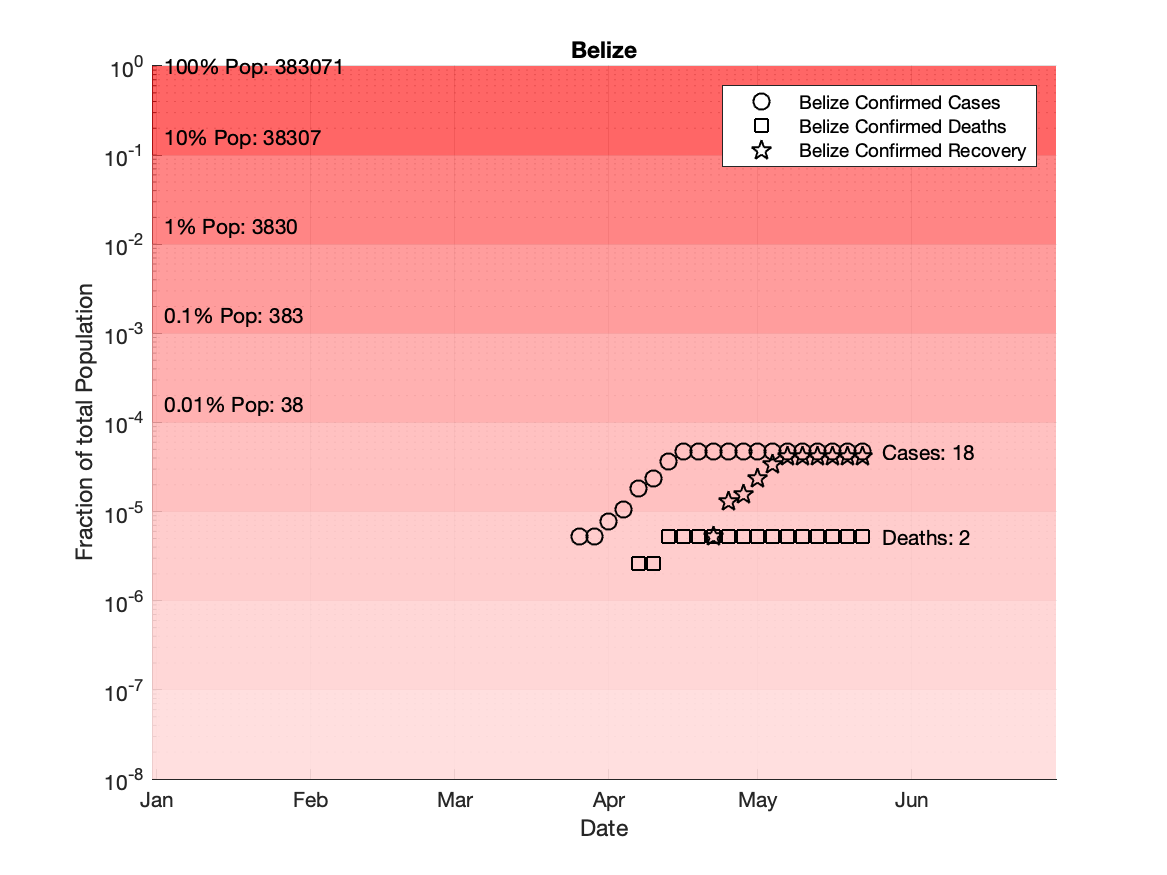 Belize
10^0
100% Pop: 383071
Belize Confirmed Cases
Belize Confirmed Deaths
Belize Confirmed Recovery
10% Pop: 38307
10^-1
1% Pop: 3830
10^-2
0.1% Pop: 383
10^-3
0.01% Pop: 38
10^-4
Cases: 18
10^-5
Deaths: 2
10^-6
10^-7
10^-8
Fraction of total Population
Jan Feb Mar Apr May Jun
Date